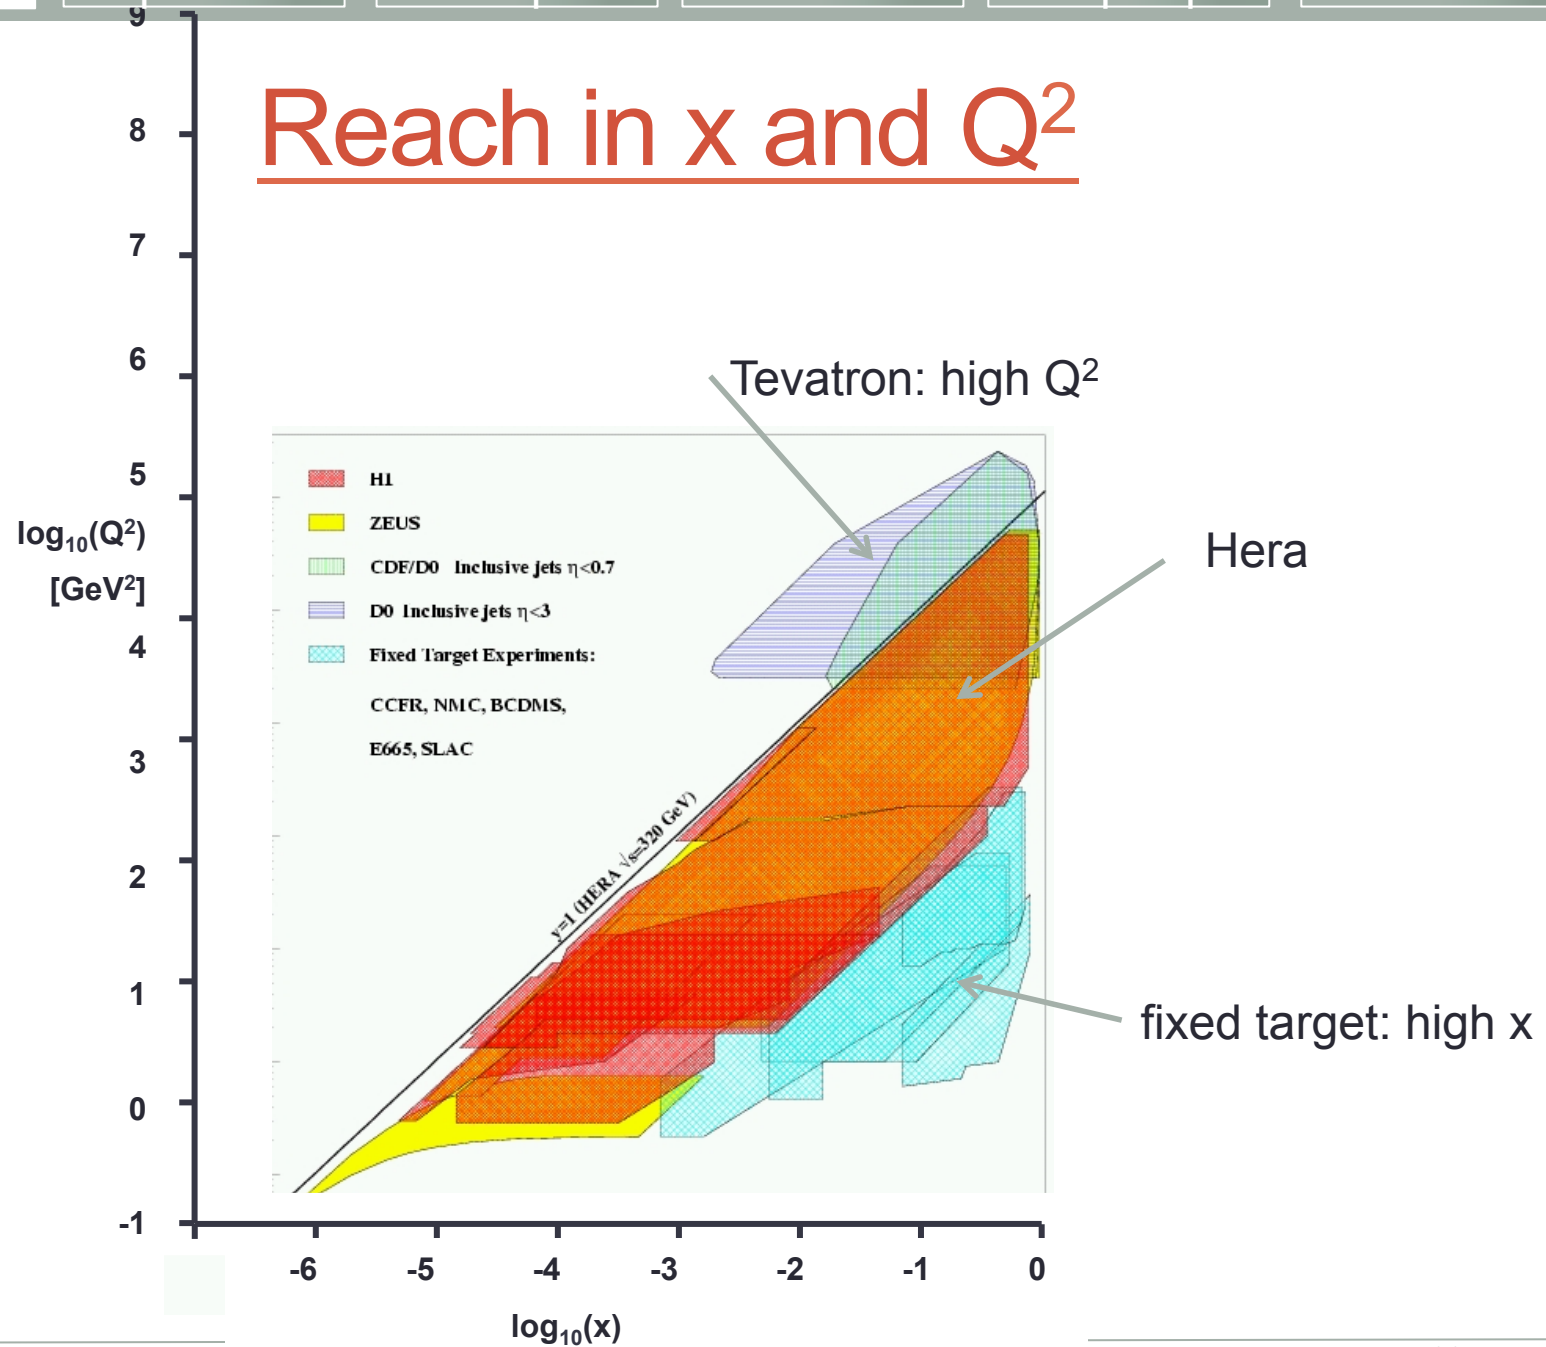 Reach in x and Q²
9
8
7
6
5
log₁₀(Q²)
[GeV²]
4
3
2
1
0
-1
Tevatron: high Q²
Hera
fixed target: high x
H1
ZEUS
CDF/D0 Inclusive jets η<0.7
D0 Inclusive jets η<3
Fixed Target Experiments:
CCFR, NMC, BCDMS,
E665, SLAC
y=1 (HERA √s=320 GeV)
-6 -5 -4 -3 -2 -1 0
log₁₀(x)